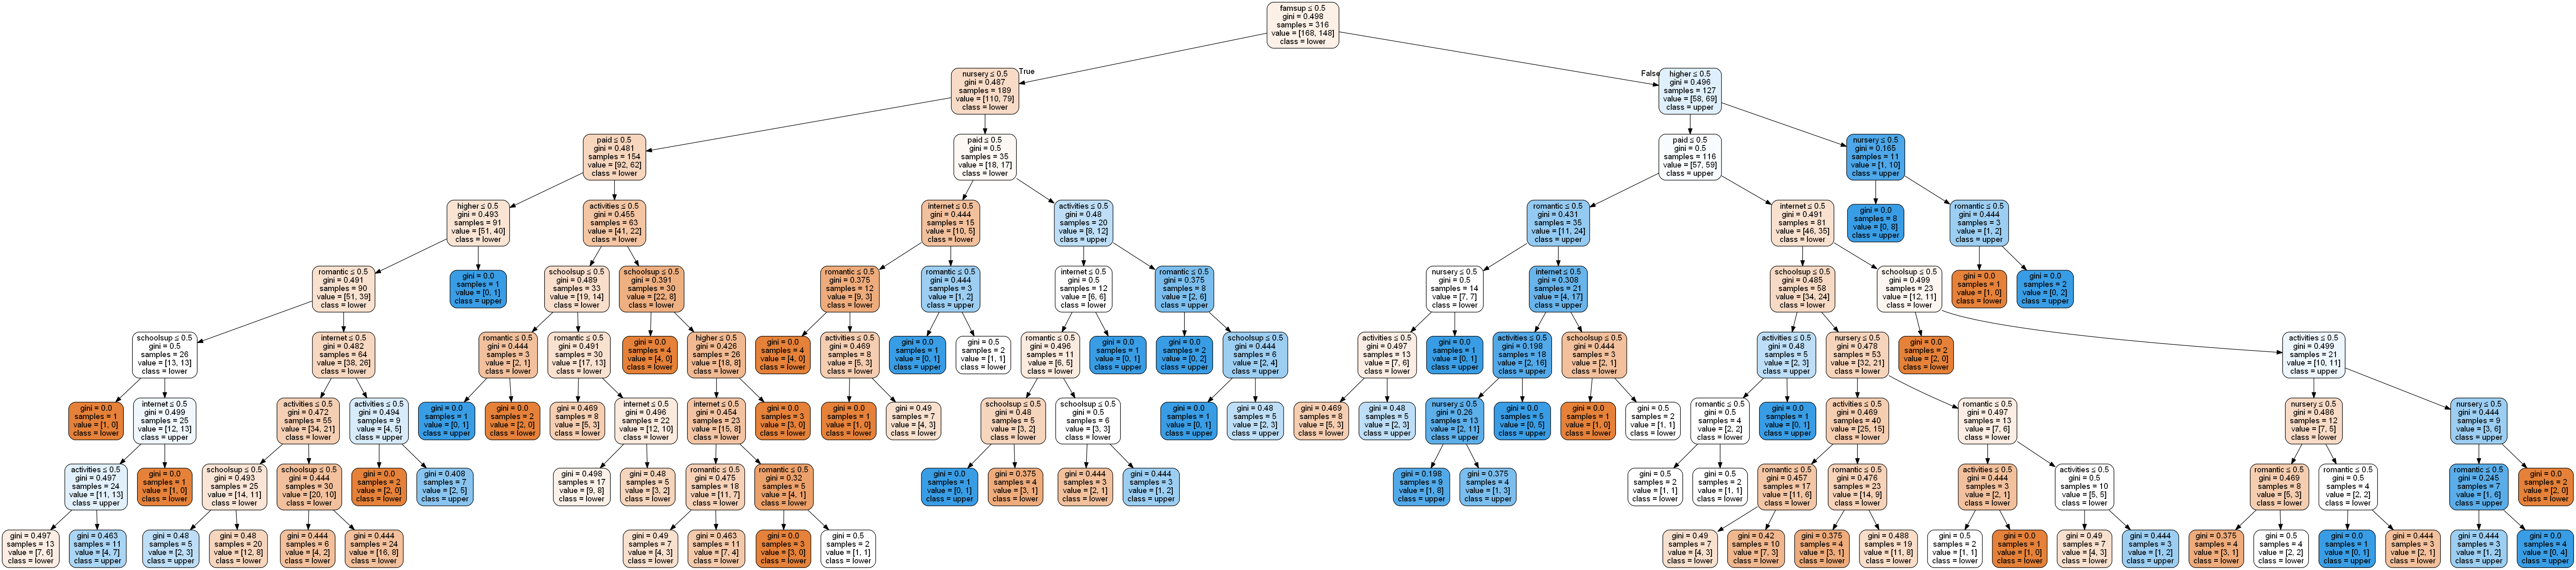 famsup ≤ 0.5
gini = 0.498
samples = 316
value = [168, 148]
class = lower
True
nursery ≤ 0.5
gini = 0.487
samples = 189
value = [110, 79]
class = lower
False
higher ≤ 0.5
gini = 0.496
samples = 127
value = [58, 69]
class = upper
paid ≤ 0.5
gini = 0.481
samples = 154
value = [92, 62]
class = lower
paid ≤ 0.5
gini = 0.5
samples = 35
value = [18, 17]
class = lower
paid ≤ 0.5
gini = 0.5
samples = 116
value = [57, 59]
class = upper
nursery ≤ 0.5
gini = 0.165
samples = 11
value = [1, 10]
class = upper
higher ≤ 0.5
gini = 0.493
samples = 91
value = [51, 40]
class = lower
activities ≤ 0.5
gini = 0.455
samples = 63
value = [41, 22]
class = lower
internet ≤ 0.5
gini = 0.444
samples = 15
value = [10, 5]
class = lower
activities ≤ 0.5
gini = 0.48
samples = 20
value = [8, 12]
class = upper
romantic ≤ 0.5
gini = 0.431
samples = 35
value = [11, 24]
class = upper
internet ≤ 0.5
gini = 0.491
samples = 81
value = [46, 35]
class = lower
gini = 0.0
samples = 8
value = [0, 8]
class = upper
romantic ≤ 0.5
gini = 0.444
samples = 3
value = [1, 2]
class = upper
romantic ≤ 0.5
gini = 0.491
samples = 90
value = [51, 39]
class = lower
gini = 0.0
samples = 1
value = [0, 1]
class = upper
schoolsup ≤ 0.5
gini = 0.489
samples = 33
value = [19, 14]
class = lower
schoolsup ≤ 0.5
gini = 0.391
samples = 30
value = [22, 8]
class = lower
romantic ≤ 0.5
gini = 0.375
samples = 12
value = [9, 3]
class = lower
romantic ≤ 0.5
gini = 0.444
samples = 3
value = [1, 2]
class = upper
internet ≤ 0.5
gini = 0.5
samples = 12
value = [6, 6]
class = lower
romantic ≤ 0.5
gini = 0.375
samples = 8
value = [2, 6]
class = upper
nursery ≤ 0.5
gini = 0.5
samples = 14
value = [7, 7]
class = lower
internet ≤ 0.5
gini = 0.308
samples = 21
value = [4, 17]
class = upper
schoolsup ≤ 0.5
gini = 0.485
samples = 58
value = [34, 24]
class = lower
schoolsup ≤ 0.5
gini = 0.499
samples = 23
value = [12, 11]
class = lower
gini = 0.0
samples = 1
value = [1, 0]
class = lower
gini = 0.0
samples = 2
value = [0, 2]
class = upper
schoolsup ≤ 0.5
gini = 0.5
samples = 26
value = [13, 13]
class = lower
internet ≤ 0.5
gini = 0.482
samples = 64
value = [38, 26]
class = lower
romantic ≤ 0.5
gini = 0.444
samples = 3
value = [2, 1]
class = lower
romantic ≤ 0.5
gini = 0.491
samples = 30
value = [17, 13]
class = lower
gini = 0.0
samples = 4
value = [4, 0]
class = lower
higher ≤ 0.5
gini = 0.426
samples = 26
value = [18, 8]
class = lower
gini = 0.0
samples = 4
value = [4, 0]
class = lower
activities ≤ 0.5
gini = 0.469
samples = 8
value = [5, 3]
class = lower
gini = 0.0
samples = 1
value = [0, 1]
class = upper
gini = 0.5
samples = 2
value = [1, 1]
class = lower
romantic ≤ 0.5
gini = 0.496
samples = 11
value = [6, 5]
class = lower
gini = 0.0
samples = 1
value = [0, 1]
class = upper
gini = 0.0
samples = 2
value = [0, 2]
class = upper
schoolsup ≤ 0.5
gini = 0.444
samples = 6
value = [2, 4]
class = upper
activities ≤ 0.5
gini = 0.497
samples = 13
value = [7, 6]
class = lower
gini = 0.0
samples = 1
value = [0, 1]
class = upper
activities ≤ 0.5
gini = 0.198
samples = 18
value = [2, 16]
class = upper
schoolsup ≤ 0.5
gini = 0.444
samples = 3
value = [2, 1]
class = lower
activities ≤ 0.5
gini = 0.48
samples = 5
value = [2, 3]
class = upper
nursery ≤ 0.5
gini = 0.478
samples = 53
value = [32, 21]
class = lower
gini = 0.0
samples = 2
value = [2, 0]
class = lower
activities ≤ 0.5
gini = 0.499
samples = 21
value = [10, 11]
class = upper
gini = 0.0
samples = 1
value = [1, 0]
class = lower
internet ≤ 0.5
gini = 0.499
samples = 25
value = [12, 13]
class = upper
activities ≤ 0.5
gini = 0.472
samples = 55
value = [34, 21]
class = lower
activities ≤ 0.5
gini = 0.494
samples = 9
value = [4, 5]
class = upper
gini = 0.0
samples = 1
value = [0, 1]
class = upper
gini = 0.0
samples = 2
value = [2, 0]
class = lower
gini = 0.469
samples = 8
value = [5, 3]
class = lower
internet ≤ 0.5
gini = 0.496
samples = 22
value = [12, 10]
class = lower
internet ≤ 0.5
gini = 0.454
samples = 23
value = [15, 8]
class = lower
gini = 0.0
samples = 3
value = [3, 0]
class = lower
gini = 0.0
samples = 1
value = [1, 0]
class = lower
gini = 0.49
samples = 7
value = [4, 3]
class = lower
schoolsup ≤ 0.5
gini = 0.48
samples = 5
value = [3, 2]
class = lower
schoolsup ≤ 0.5
gini = 0.5
samples = 6
value = [3, 3]
class = lower
gini = 0.0
samples = 1
value = [0, 1]
class = upper
gini = 0.48
samples = 5
value = [2, 3]
class = upper
gini = 0.469
samples = 8
value = [5, 3]
class = lower
gini = 0.48
samples = 5
value = [2, 3]
class = upper
nursery ≤ 0.5
gini = 0.26
samples = 13
value = [2, 11]
class = upper
gini = 0.0
samples = 5
value = [0, 5]
class = upper
gini = 0.0
samples = 1
value = [1, 0]
class = lower
gini = 0.5
samples = 2
value = [1, 1]
class = lower
romantic ≤ 0.5
gini = 0.5
samples = 4
value = [2, 2]
class = lower
gini = 0.0
samples = 1
value = [0, 1]
class = upper
activities ≤ 0.5
gini = 0.469
samples = 40
value = [25, 15]
class = lower
romantic ≤ 0.5
gini = 0.497
samples = 13
value = [7, 6]
class = lower
nursery ≤ 0.5
gini = 0.486
samples = 12
value = [7, 5]
class = lower
nursery ≤ 0.5
gini = 0.444
samples = 9
value = [3, 6]
class = upper
activities ≤ 0.5
gini = 0.497
samples = 24
value = [11, 13]
class = upper
gini = 0.0
samples = 1
value = [1, 0]
class = lower
schoolsup ≤ 0.5
gini = 0.493
samples = 25
value = [14, 11]
class = lower
schoolsup ≤ 0.5
gini = 0.444
samples = 30
value = [20, 10]
class = lower
gini = 0.0
samples = 2
value = [2, 0]
class = lower
gini = 0.408
samples = 7
value = [2, 5]
class = upper
gini = 0.498
samples = 17
value = [9, 8]
class = lower
gini = 0.48
samples = 5
value = [3, 2]
class = lower
romantic ≤ 0.5
gini = 0.475
samples = 18
value = [11, 7]
class = lower
romantic ≤ 0.5
gini = 0.32
samples = 5
value = [4, 1]
class = lower
gini = 0.0
samples = 1
value = [0, 1]
class = upper
gini = 0.375
samples = 4
value = [3, 1]
class = lower
gini = 0.444
samples = 3
value = [2, 1]
class = lower
gini = 0.444
samples = 3
value = [1, 2]
class = upper
gini = 0.198
samples = 9
value = [1, 8]
class = upper
gini = 0.375
samples = 4
value = [1, 3]
class = upper
gini = 0.5
samples = 2
value = [1, 1]
class = lower
gini = 0.5
samples = 2
value = [1, 1]
class = lower
romantic ≤ 0.5
gini = 0.457
samples = 17
value = [11, 6]
class = lower
romantic ≤ 0.5
gini = 0.476
samples = 23
value = [14, 9]
class = lower
activities ≤ 0.5
gini = 0.444
samples = 3
value = [2, 1]
class = lower
activities ≤ 0.5
gini = 0.5
samples = 10
value = [5, 5]
class = lower
romantic ≤ 0.5
gini = 0.469
samples = 8
value = [5, 3]
class = lower
romantic ≤ 0.5
gini = 0.5
samples = 4
value = [2, 2]
class = lower
romantic ≤ 0.5
gini = 0.245
samples = 7
value = [1, 6]
class = upper
gini = 0.0
samples = 2
value = [2, 0]
class = lower
gini = 0.497
samples = 13
value = [7, 6]
class = lower
gini = 0.463
samples = 11
value = [4, 7]
class = upper
gini = 0.48
samples = 5
value = [2, 3]
class = upper
gini = 0.48
samples = 20
value = [12, 8]
class = lower
gini = 0.444
samples = 6
value = [4, 2]
class = lower
gini = 0.444
samples = 24
value = [16, 8]
class = lower
gini = 0.49
samples = 7
value = [4, 3]
class = lower
gini = 0.463
samples = 11
value = [7, 4]
class = lower
gini = 0.0
samples = 3
value = [3, 0]
class = lower
gini = 0.5
samples = 2
value = [1, 1]
class = lower
gini = 0.49
samples = 7
value = [4, 3]
class = lower
gini = 0.42
samples = 10
value = [7, 3]
class = lower
gini = 0.375
samples = 4
value = [3, 1]
class = lower
gini = 0.488
samples = 19
value = [11, 8]
class = lower
gini = 0.5
samples = 2
value = [1, 1]
class = lower
gini = 0.0
samples = 1
value = [1, 0]
class = lower
gini = 0.49
samples = 7
value = [4, 3]
class = lower
gini = 0.444
samples = 3
value = [1, 2]
class = upper
gini = 0.375
samples = 4
value = [3, 1]
class = lower
gini = 0.5
samples = 4
value = [2, 2]
class = lower
gini = 0.0
samples = 1
value = [0, 1]
class = upper
gini = 0.444
samples = 3
value = [2, 1]
class = lower
gini = 0.444
samples = 3
value = [1, 2]
class = upper
gini = 0.0
samples = 4
value = [0, 4]
class = upper